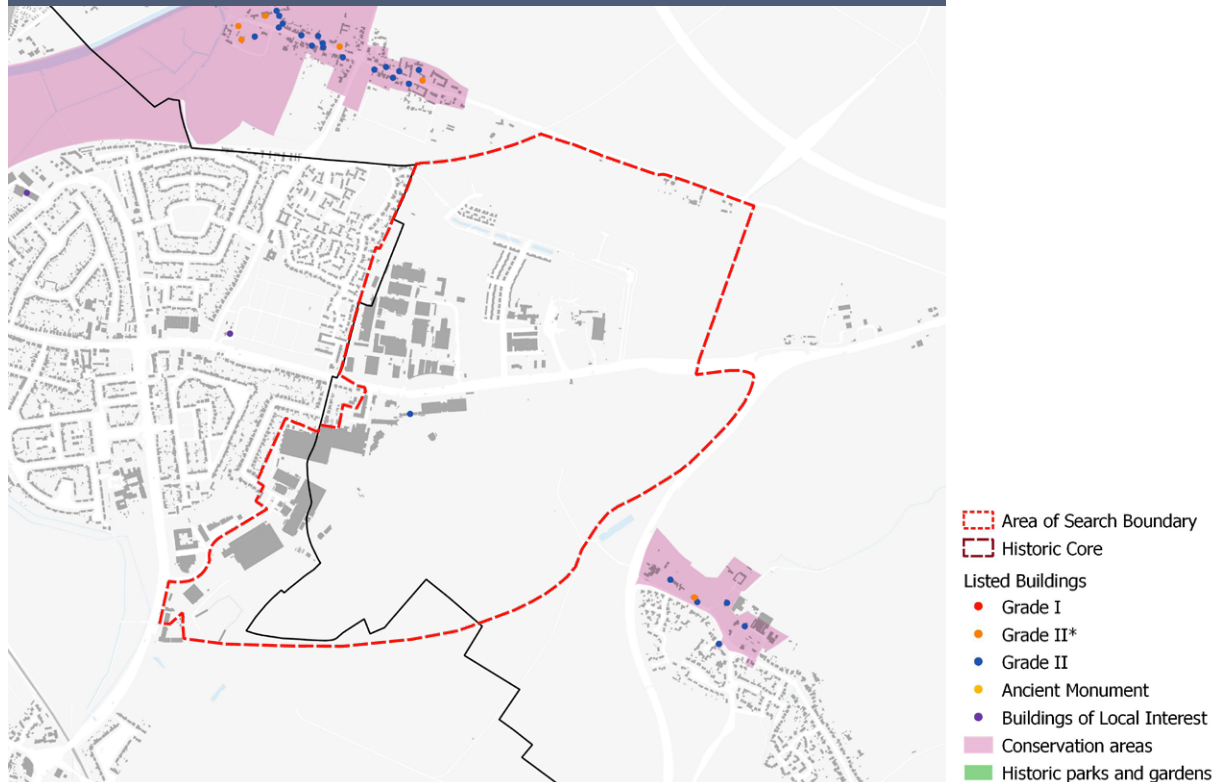 Area of Search Boundary
Historic Core
Listed Buildings
Grade I
Grade II*
Grade II
Ancient Monument
Buildings of Local Interest
Conservation areas
Historic parks and gardens